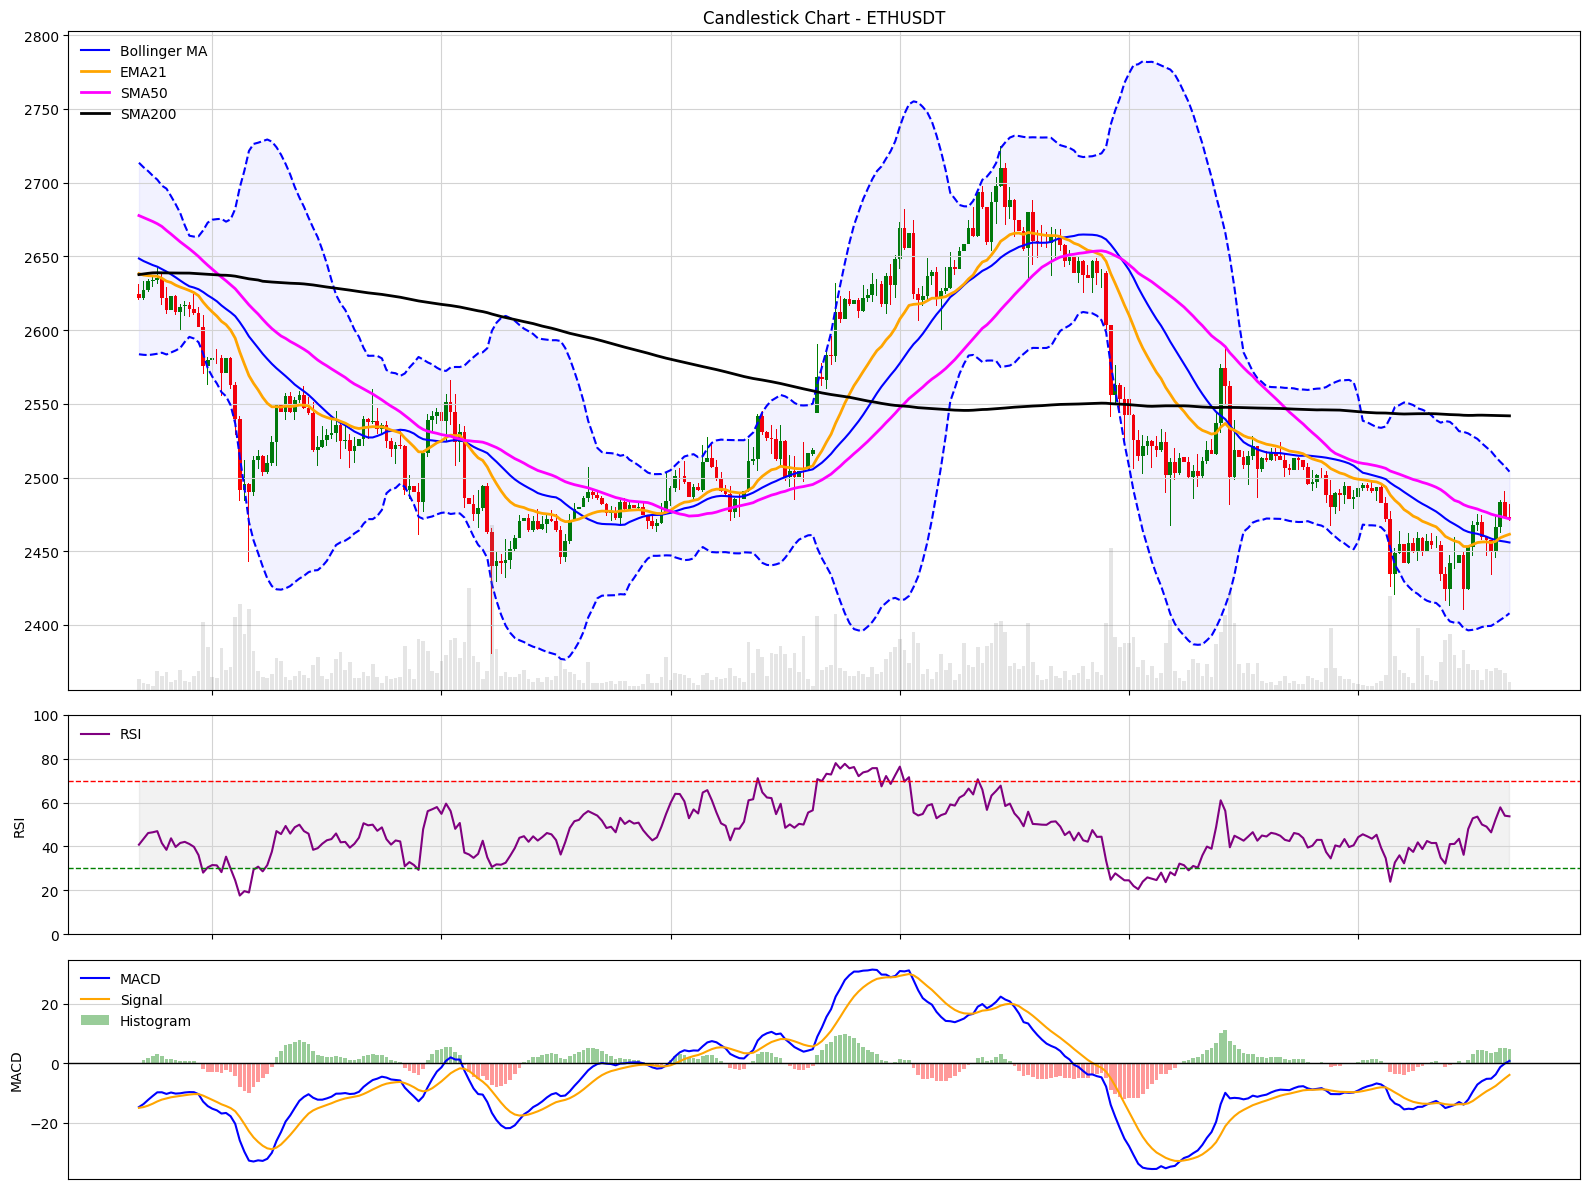 Candlestick Chart - ETHUSDT
2800
2750
2700
2650
2600
2550
2500
2450
2400
Bollinger MA
EMA21
SMA50
SMA200
100
80
60
40
20
0
RSI
RSI
20
0
−20
MACD
MACD
Signal
Histogram